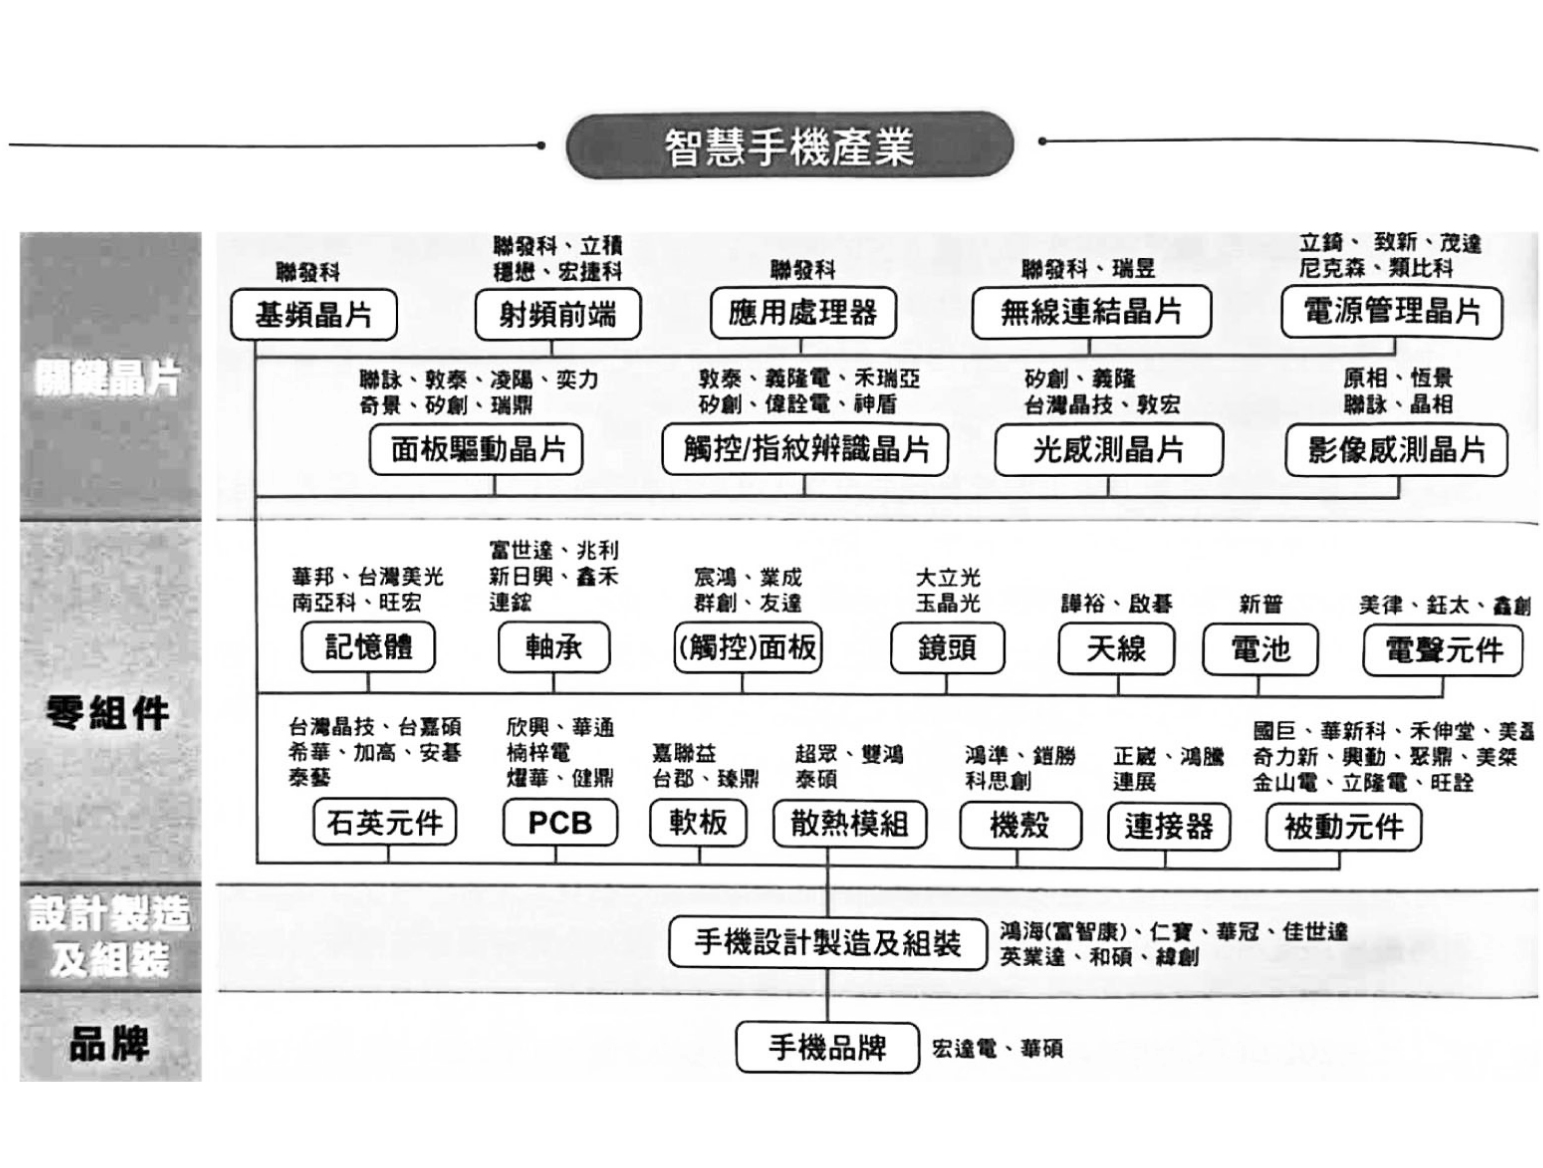 智慧手機產業
關鍵晶片
聯發科
基頻晶片
聯發科、立積
穩懋、宏捷科
射頻前端
聯發科
應用處理器
聯發科、瑞昱
無線連結晶片
立錡、致新、茂達
尼克森、類比科
電源管理晶片
聯詠、敦泰、凌陽、奕力
奇景、矽創、瑞鼎
面板驅動晶片
敦泰、義隆電、禾瑞亞
矽創、偉詮電、神盾
觸控/指紋辨識晶片
矽創、義隆
台灣晶技、敦宏
光感測晶片
原相、恆景
聯詠、晶相
影像感測晶片
零組件
華邦、台灣美光
南亞科、旺宏
記憶體
富世達、兆利
新日興、鑫禾
連鋐
軸承
宸鴻、業成
群創、友達
(觸控)面板
大立光
玉晶光
鏡頭
譁裕、啟碁
天線
新普
電池
美律、鈺太、鑫創
電聲元件
台灣晶技、台嘉碩
希華、加高、安碁
泰藝
石英元件
欣興、華通
楠梓電
燿華、健鼎
PCB
嘉聯益
台郡、臻鼎
軟板
超眾、雙鴻
泰碩
散熱模組
鴻準、鎧勝
科思創
機殼
正崴、鴻騰
連展
連接器
國巨、華新科、禾伸堂、美磊
奇力新、興勤、聚鼎、美桀
金山電、立隆電、旺詮
被動元件
設計製造
及組裝
手機設計製造及組裝
鴻海(富智康)、仁寶、華冠、佳世達
英業達、和碩、緯創
品牌
手機品牌
宏達電、華碩